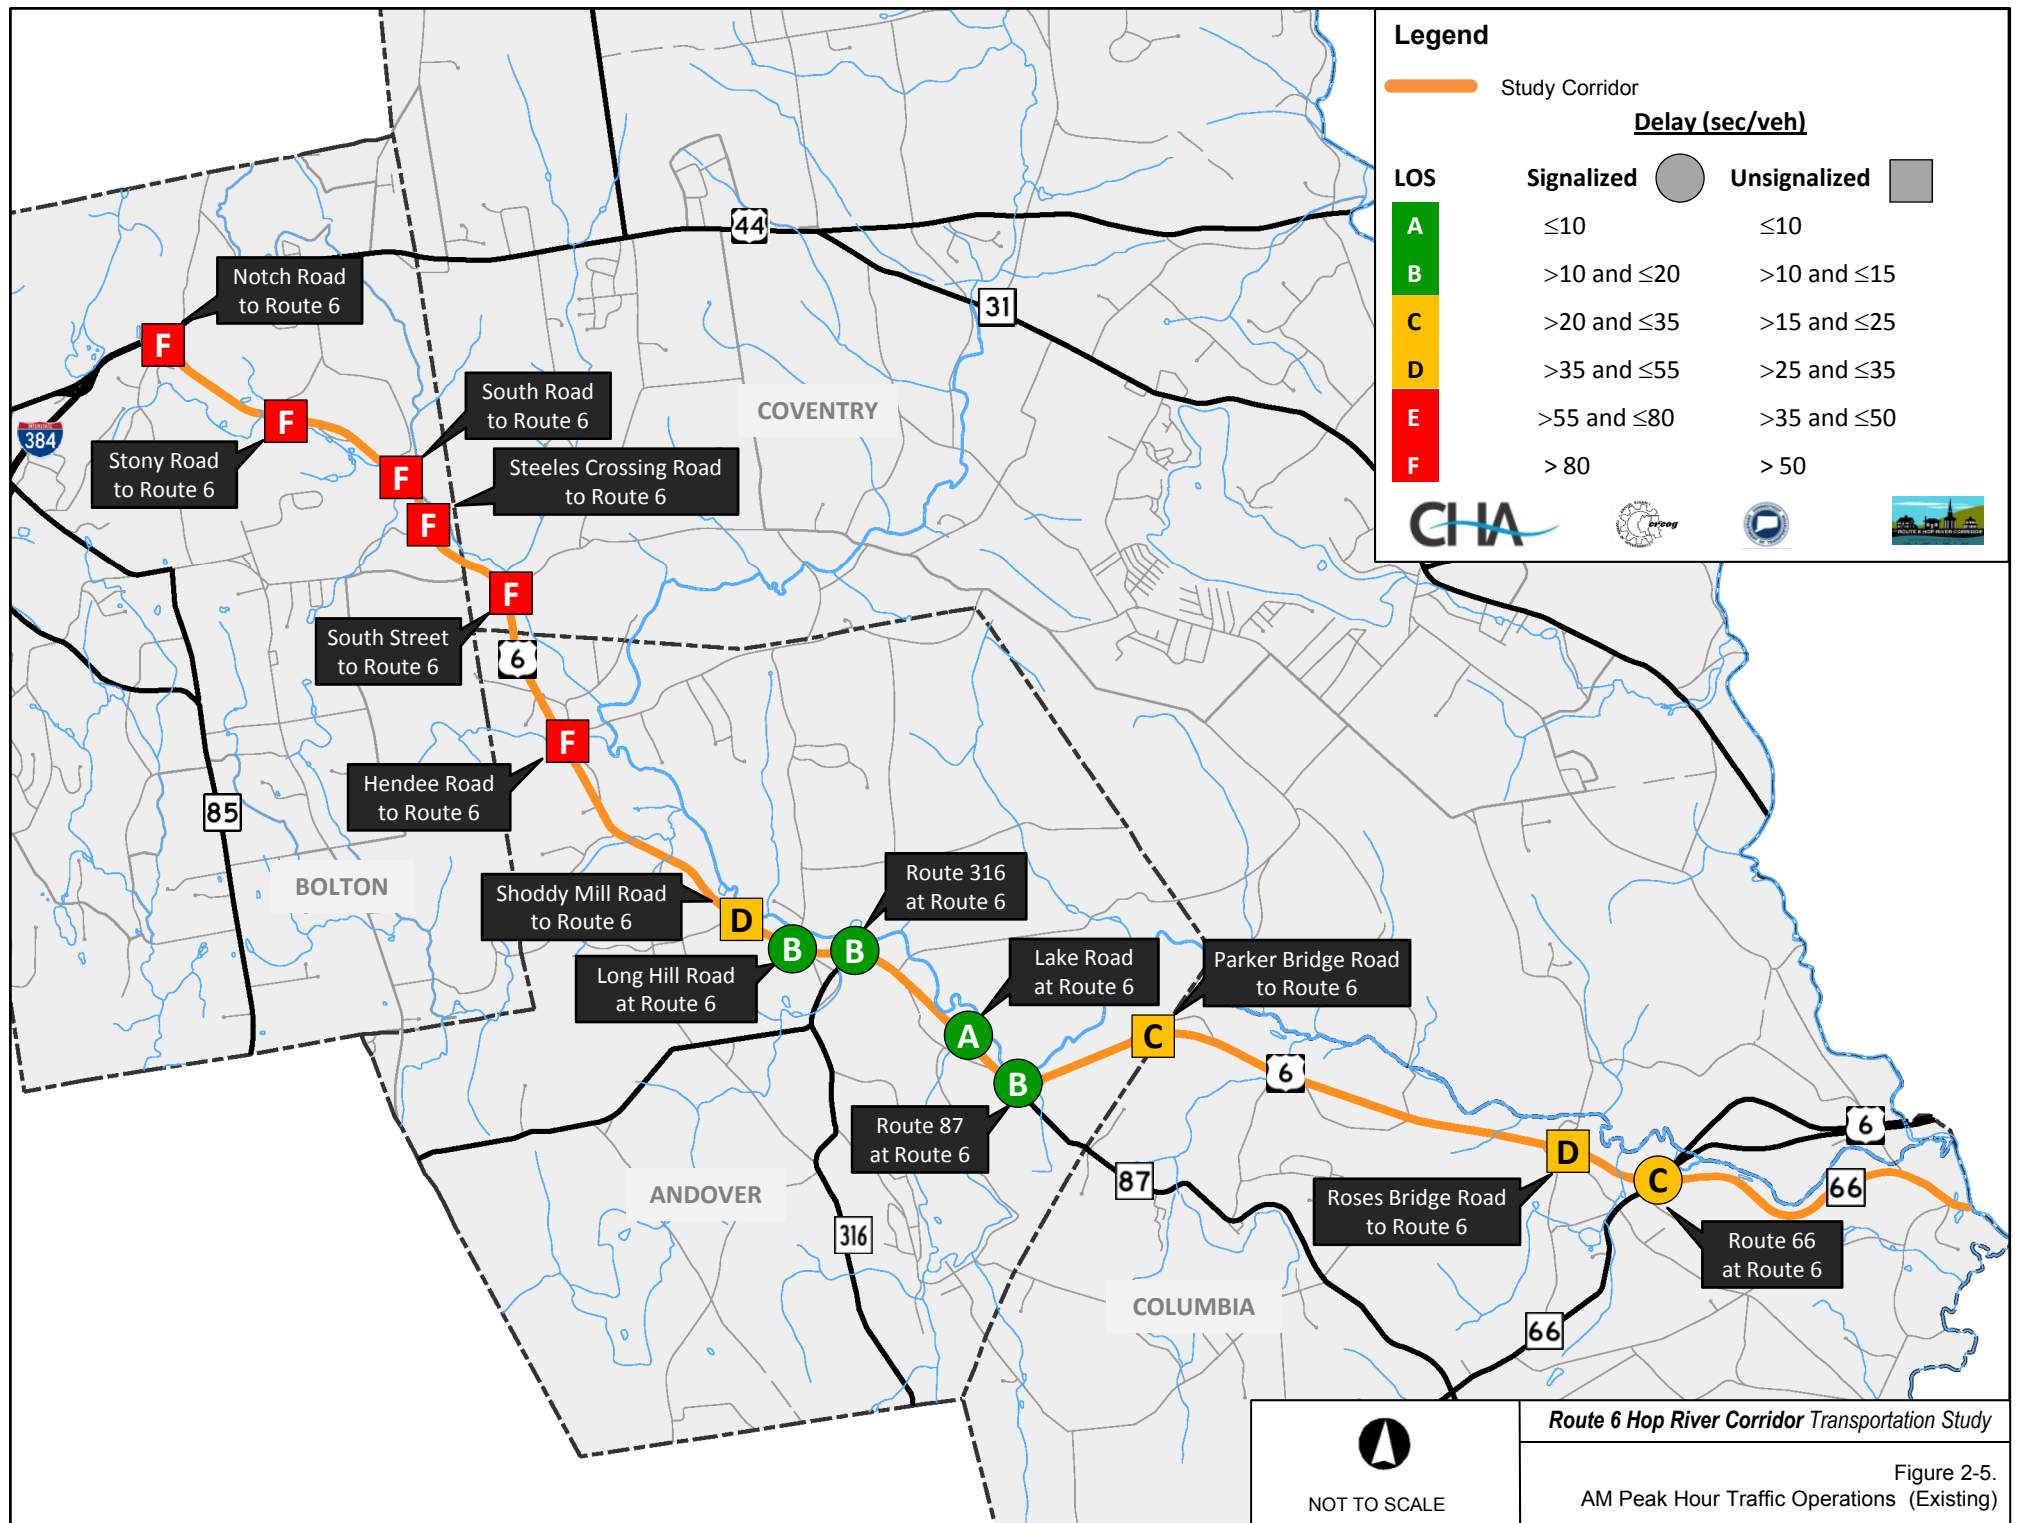 Legend
Study Corridor
Delay (sec/veh)
LOS Signalized Unsignalized
A ≤10 ≤10
B >10 and ≤20 >10 and ≤15
C >20 and ≤35 >15 and ≤25
D >35 and ≤55 >25 and ≤35
E >55 and ≤80 >35 and ≤50
F > 80 > 50
CHA
ROUTE 6 HOP RIVER CORRIDOR
44
31
Notch Road
to Route 6
F
F
Stony Road
to Route 6
INTERSTATE
384
South Road
to Route 6
F
Steeles Crossing Road
to Route 6
F
COVENTRY
F
South Street
to Route 6
6
F
Hendee Road
to Route 6
85
BOLTON
Shoddy Mill Road
to Route 6
D
Long Hill Road
at Route 6
B
Route 316
at Route 6
B
Lake Road
at Route 6
A
Parker Bridge Road
to Route 6
C
B
Route 87
at Route 6
6
87
ANDOVER
316
COLUMBIA
D
Roses Bridge Road
to Route 6
C
Route 66
at Route 6
6
66
66
NOT TO SCALE
Route 6 Hop River Corridor Transportation Study
Figure 2-5.
AM Peak Hour Traffic Operations (Existing)